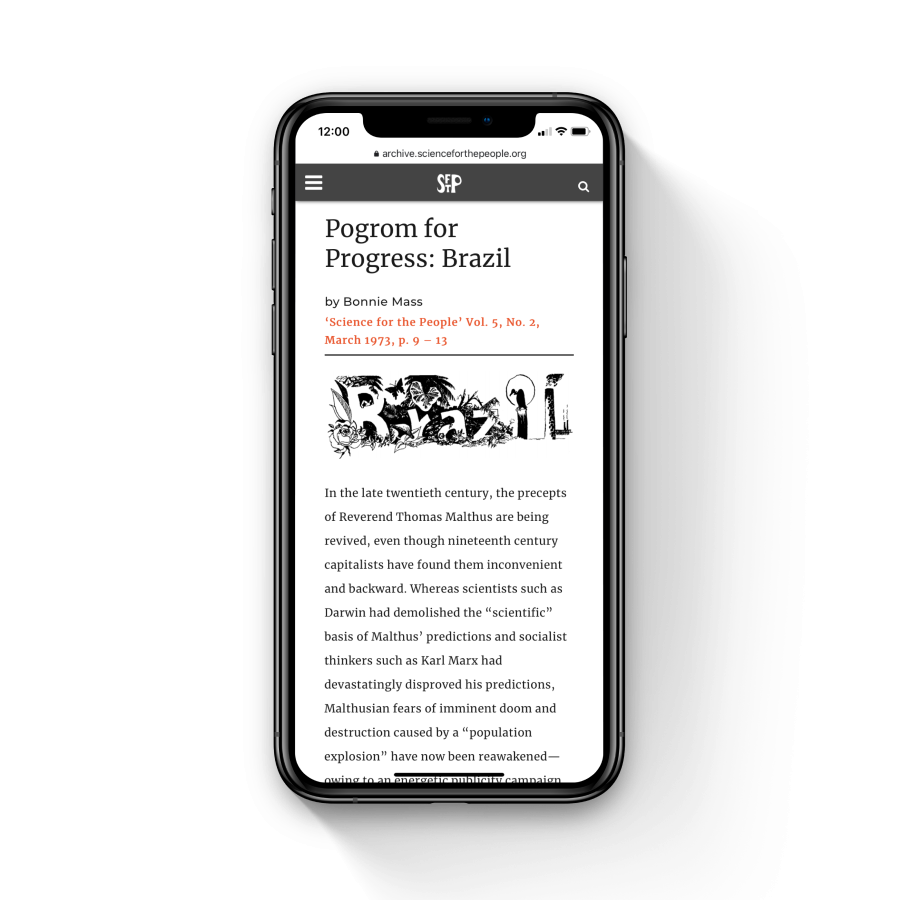 12:00
archive.scienceforthepeople.org
SftP
Pogrom for
Progress: Brazil
by Bonnie Mass
‘Science for the People’ Vol. 5, No. 2,
March 1973, p. 9 – 13
Brazil
In the late twentieth century, the precepts
of Reverend Thomas Malthus are being
revived, even though nineteenth century
capitalists have found them inconvenient
and backward. Whereas scientists such as
Darwin had demolished the “scientific”
basis of Malthus’ predictions and socialist
thinkers such as Karl Marx had
devastatingly disproved his predictions,
Malthusian fears of imminent doom and
destruction caused by a “population
explosion” have now been reawakened—
owing to an energetic publicity campaign